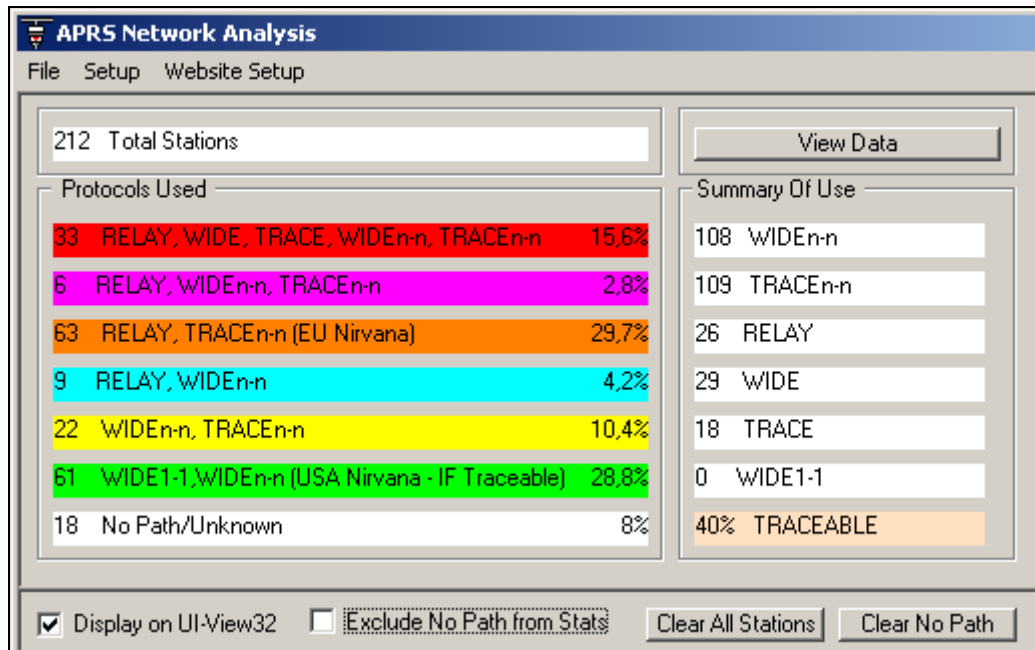 APRS Network Analysis
File Setup Website Setup
212 Total Stations
View Data
Protocols Used
33 RELAY, WIDE, TRACE, WIDEn-n, TRACEn-n 15,6%
6 RELAY, WIDEn-n, TRACEn-n 2,8%
63 RELAY, TRACEn-n (EU Nirvana) 29,7%
9 RELAY, WIDEn-n 4,2%
22 WIDEn-n, TRACEn-n 10,4%
61 WIDE1-1,WIDEn-n (USA Nirvana - IF Traceable) 28,8%
18 No Path/Unknown 8%
Summary Of Use
108 WIDEn-n
109 TRACEn-n
26 RELAY
29 WIDE
18 TRACE
0 WIDE1-1
40% TRACEABLE
Display on UI-View32
Exclude No Path from Stats
Clear All Stations
Clear No Path